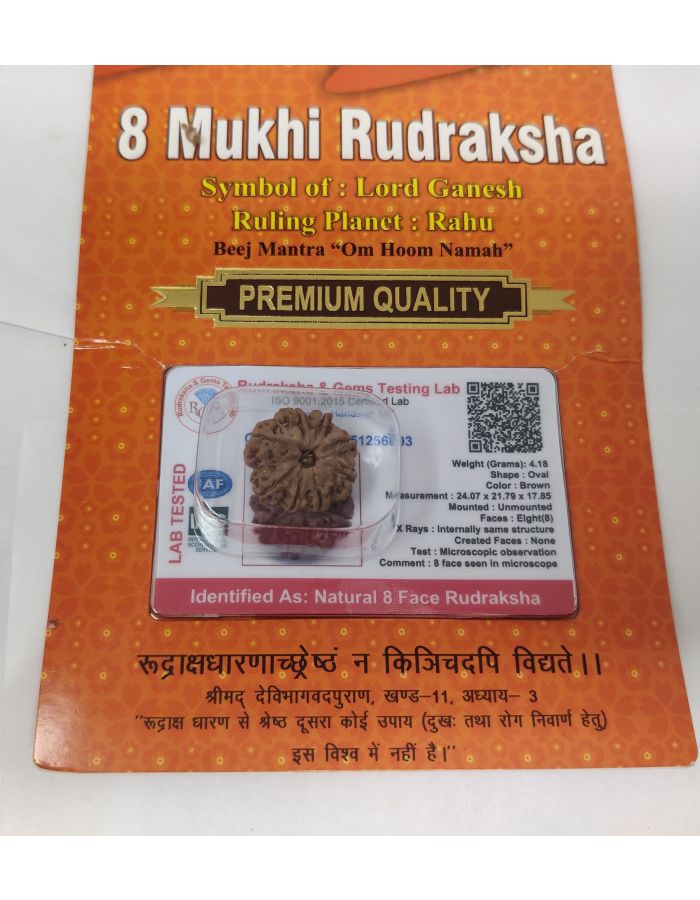 8 Mukhi Rudraksha
Symbol of : Lord Ganesh
Ruling Planet : Rahu
Beej Mantra “Om Hoom Namah”
PREMIUM QUALITY
Rudraksha & Gems Testing Lab
ISO 9001:2015 Certified Lab
LAB TESTED
IAF
Weight (Grams): 4.18
Shape : Oval
Color : Brown
Measurement : 24.07 x 21.79 x 17.85
Mounted : Unmounted
Faces : Eight(8)
X Rays : Internally same structure
Created Faces : None
Test : Microscopic observation
Comment : 8 face seen in microscope
Identified As: Natural 8 Face Rudraksha
रूद्राक्षधारणाच्छ्रेष्ठं न किञिचदपि विद्यते।।
श्रीमद् देविभागवदपुराण, खण्ड-11, अध्याय- 3
''रूद्राक्ष धारण से श्रेष्ठ दूसरा कोई उपाय (दुखः तथा रोग निवार्ण हेतु)
इस विश्व में नहीं है।''